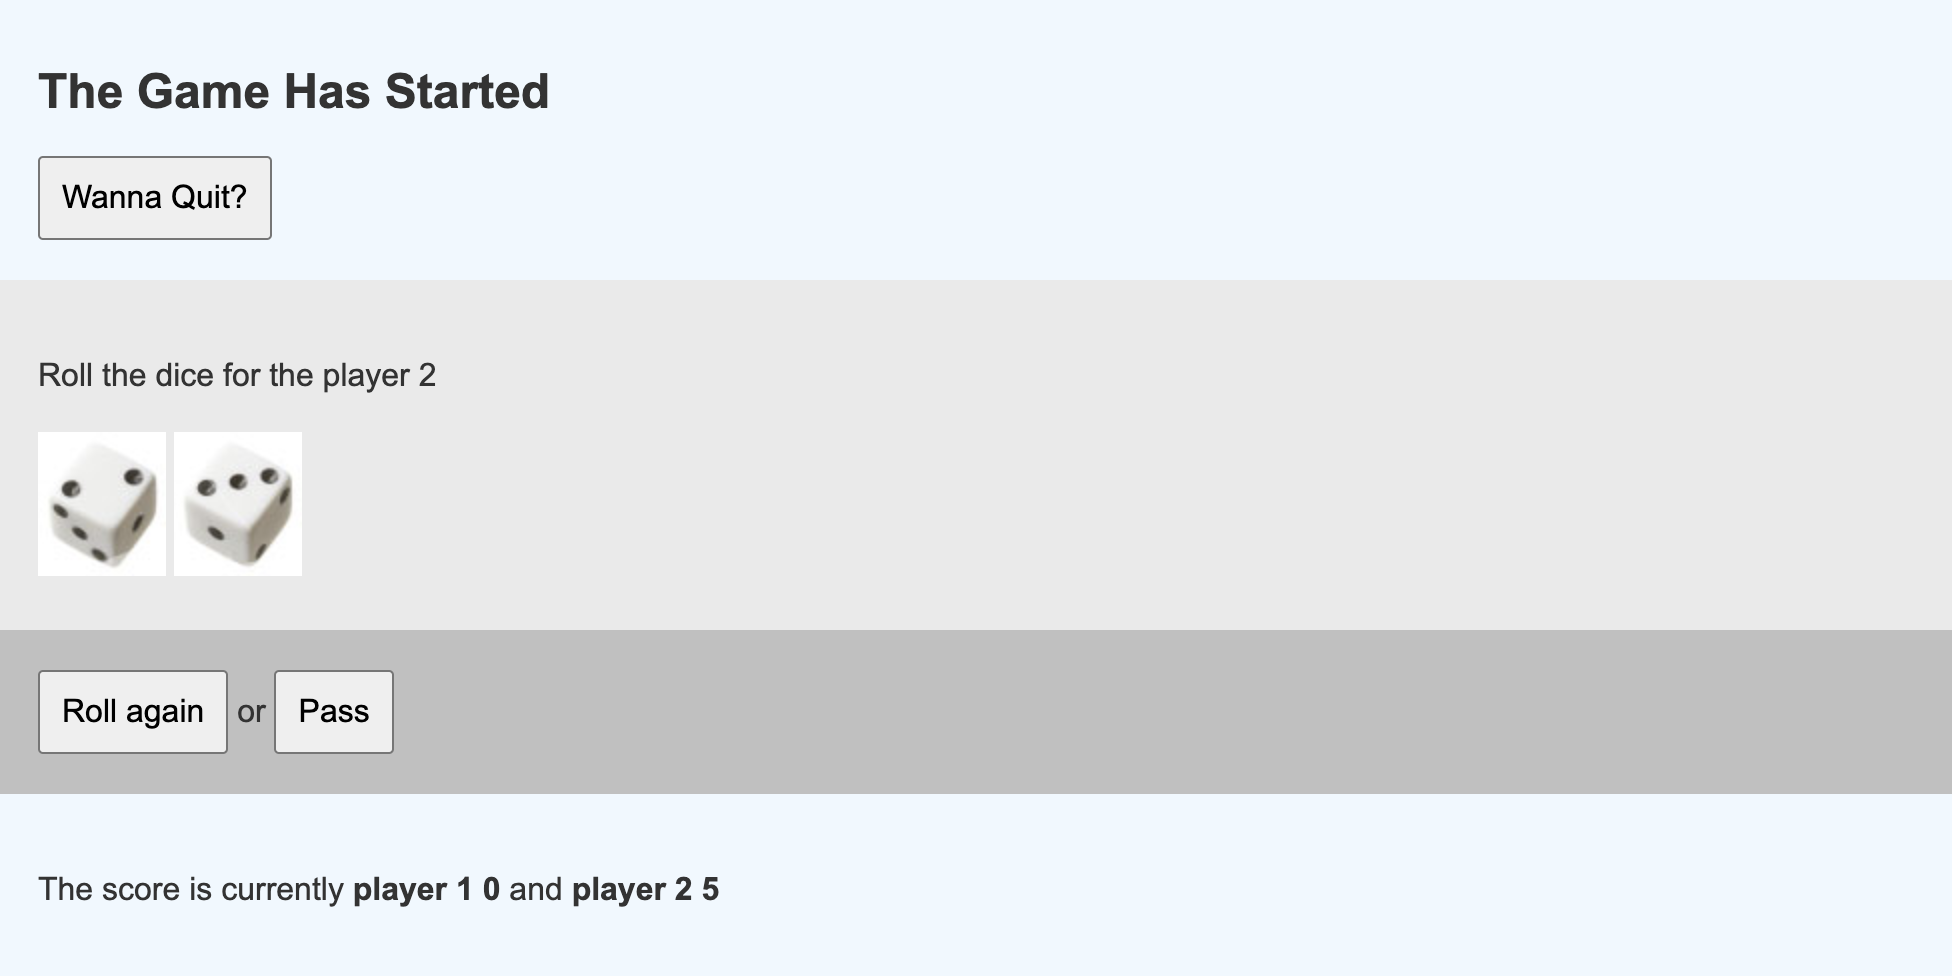 The Game Has Started
Wanna Quit?
Roll the dice for the player 2
Roll again or Pass
The score is currently player 1 0 and player 2 5